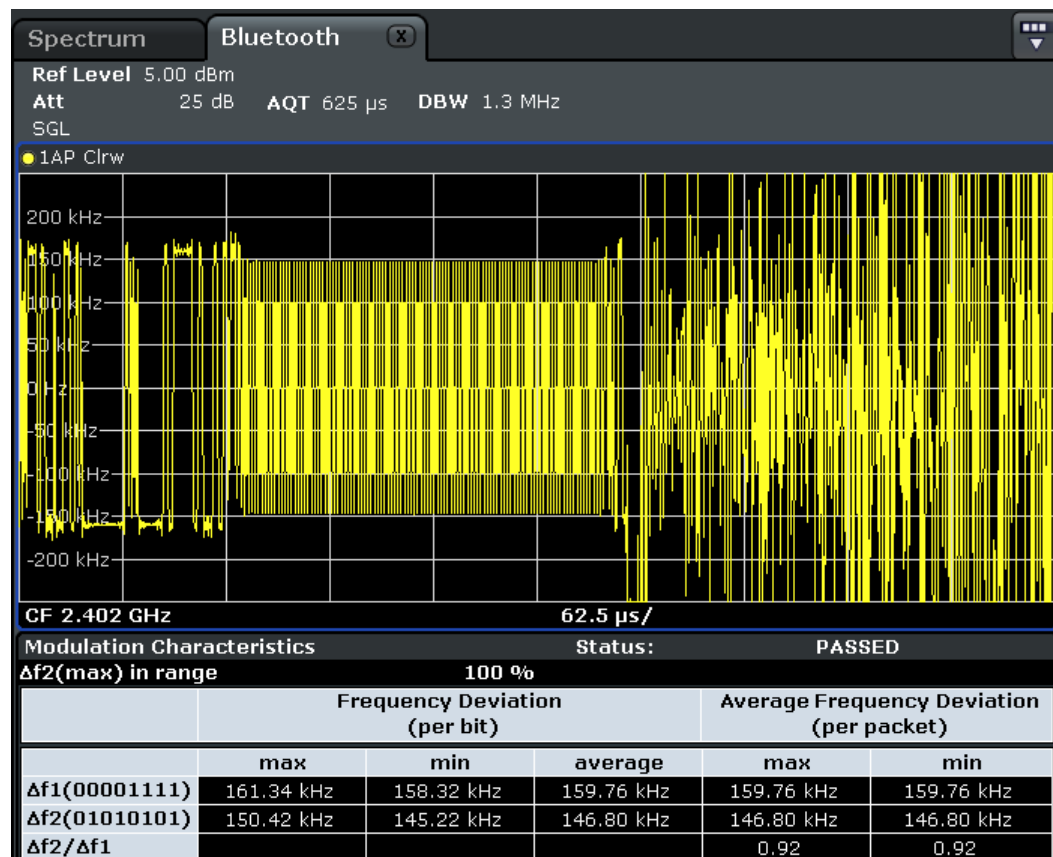 Spectrum Bluetooth X
Ref Level 5.00 dBm
Att 25 dB AQT 625 µs DBW 1.3 MHz
SGL
1AP Clrw
200 kHz
150 kHz
100 kHz
50 kHz
0 Hz
-50 kHz
-100 kHz
-150 kHz
-200 kHz
CF 2.402 GHz 62.5 µs/
Modulation Characteristics Status: PASSED
Δf2(max) in range 100 %
Frequency Deviation Average Frequency Deviation
(per bit) (per packet)
max min average max min
Δf1(00001111) 161.34 kHz 158.32 kHz 159.76 kHz 159.76 kHz 159.76 kHz
Δf2(01010101) 150.42 kHz 145.22 kHz 146.80 kHz 146.80 kHz 146.80 kHz
Δf2/Δf1 0.92 0.92